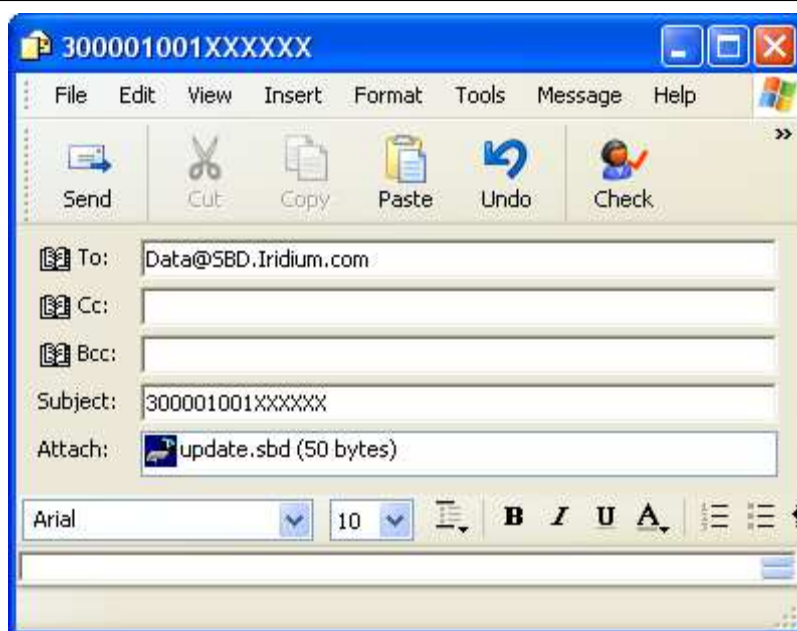 300001001XXXXXX
File Edit View Insert Format Tools Message Help
Send Cut Copy Paste Undo Check »
To: Data@SBD.Iridium.com
Cc:
Bcc:
Subject: 300001001XXXXXX
Attach: update.sbd (50 bytes)
Arial 10 B I U A